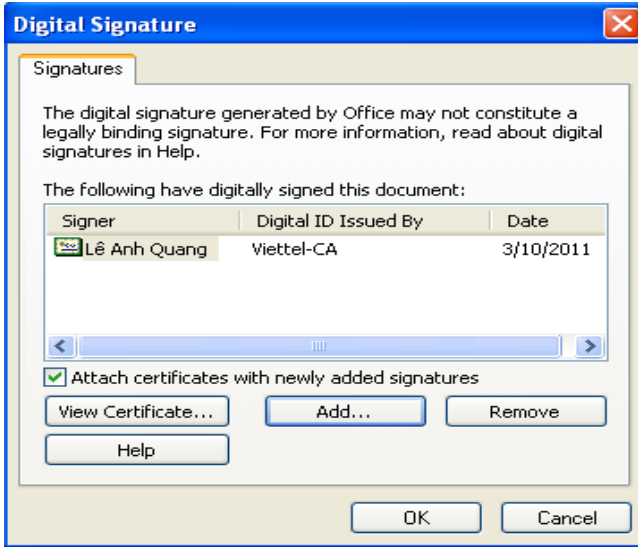 Digital Signature
Signatures
The digital signature generated by Office may not constitute a
legally binding signature. For more information, read about digital
signatures in Help.
The following have digitally signed this document:
Signer Digital ID Issued By Date
Lê Anh Quang Viettel-CA 3/10/2011
Attach certificates with newly added signatures
View Certificate... Add... Remove
Help
OK Cancel